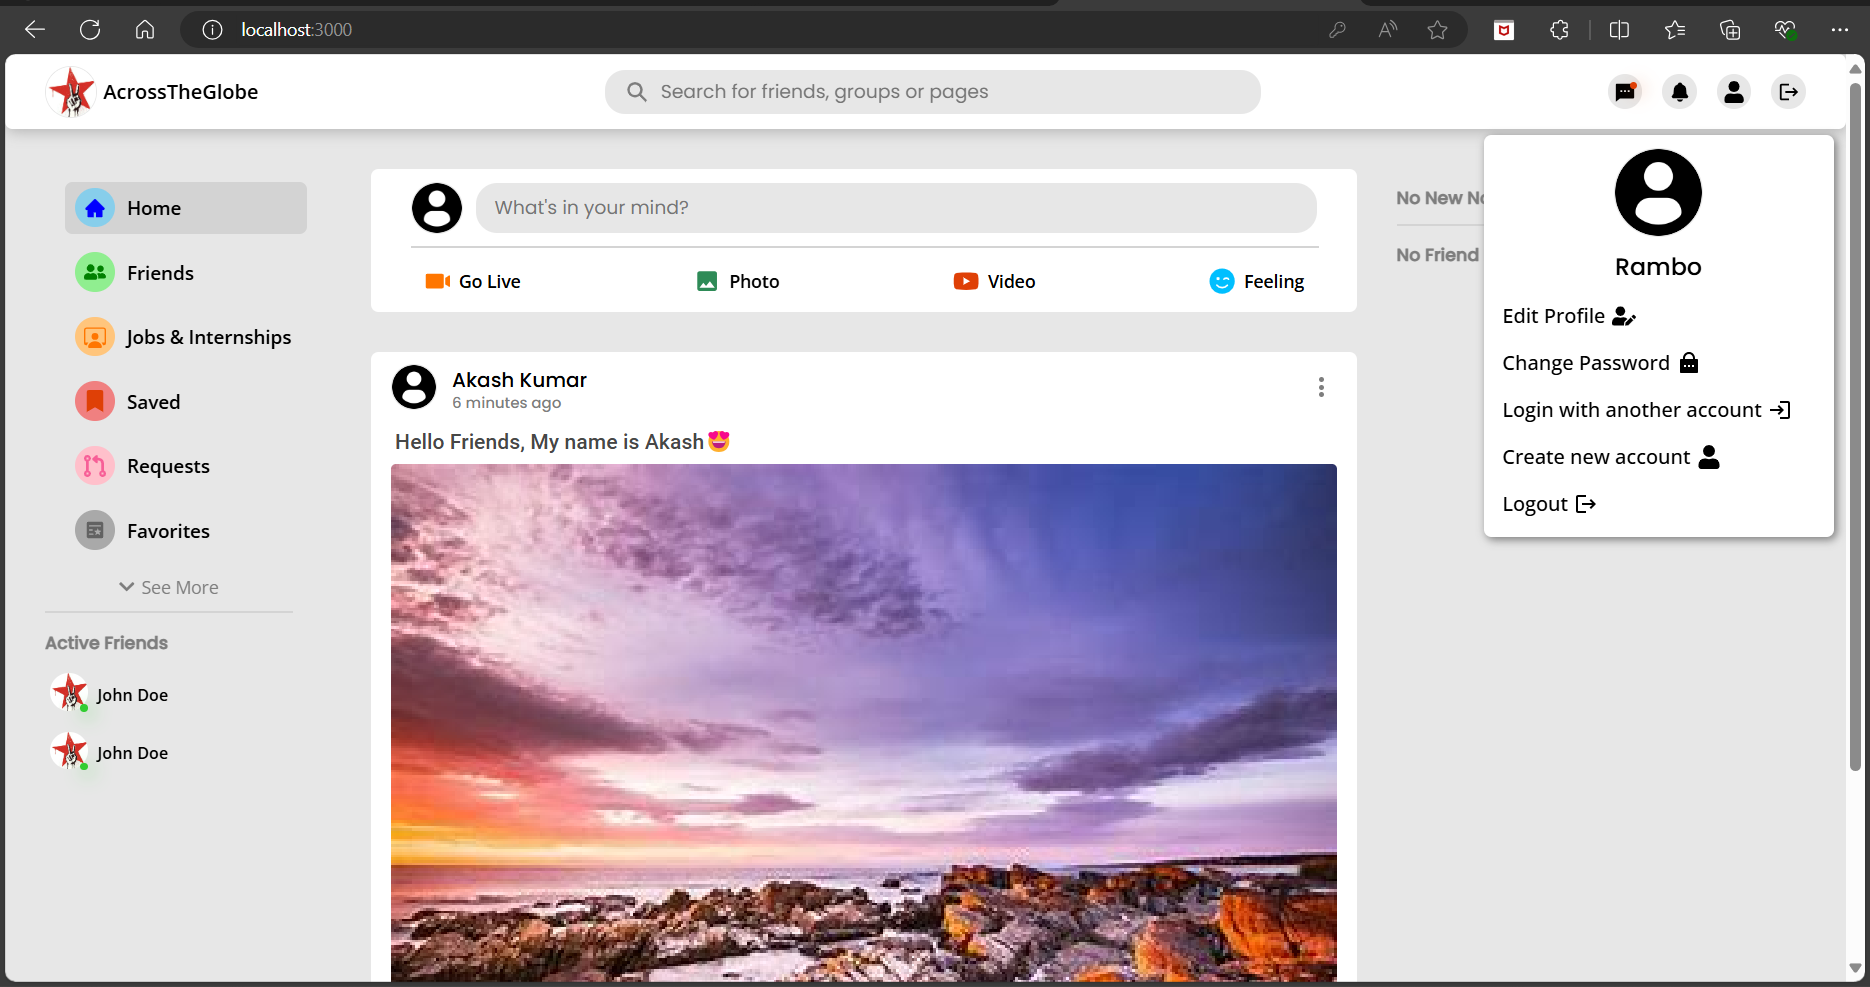 localhost:3000
AcrossTheGlobe
Search for friends, groups or pages
Home
Friends
Jobs & Internships
Saved
Requests
Favorites
See More
Active Friends
John Doe
John Doe
What's in your mind?
Go Live
Photo
Video
Feeling
Akash Kumar
6 minutes ago
Hello Friends, My name is Akash😍
No New
No Friend
Rambo
Edit Profile
Change Password
Login with another account
Create new account
Logout